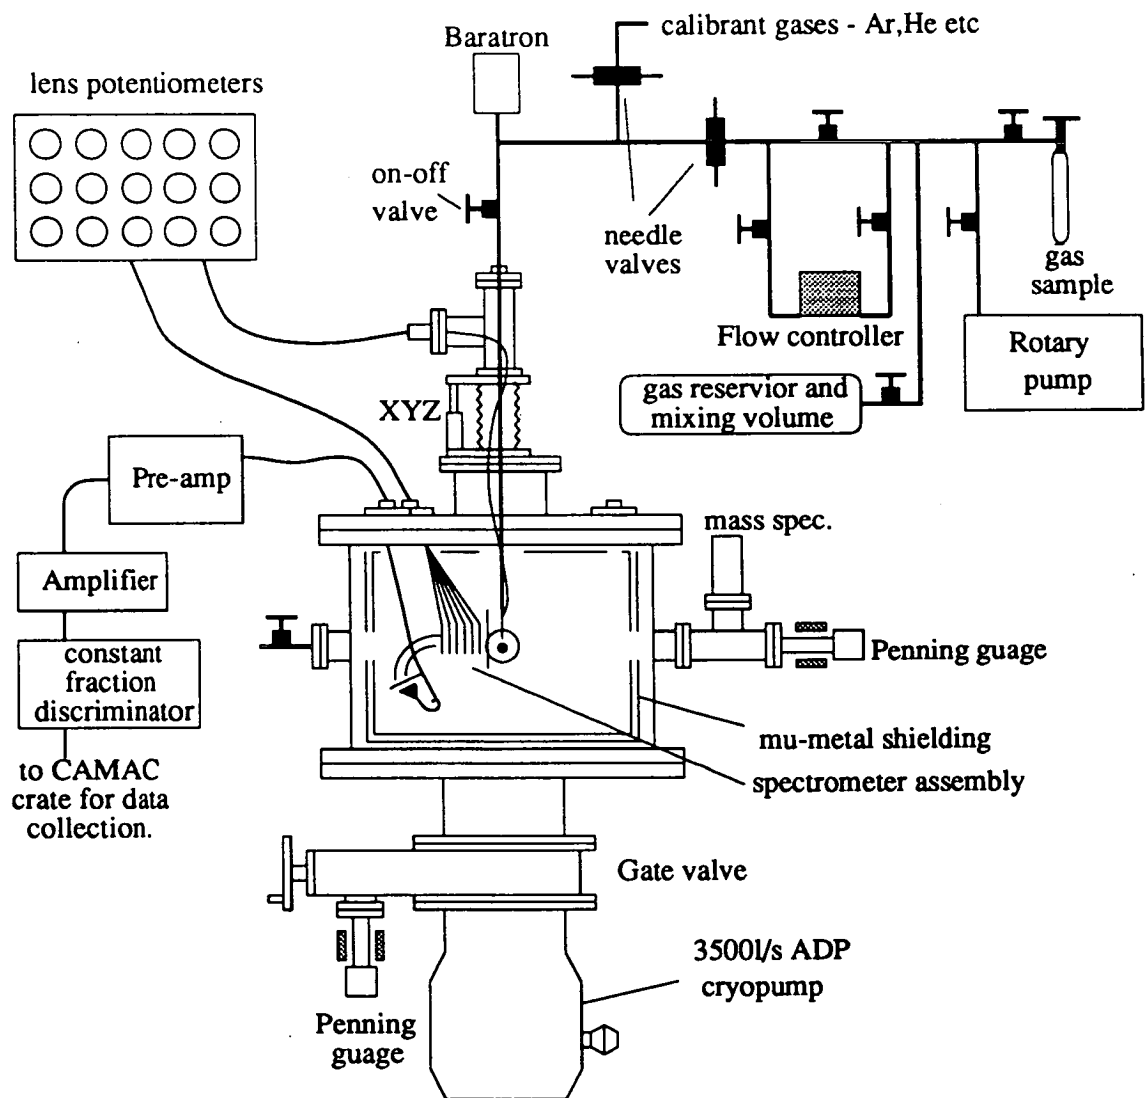 calibrant gases - Ar,He etc
Baratron
lens potentiometers
on-off
valve
needle
valves
gas
sample
Flow controller
Rotary
pump
gas reservior and
mixing volume
XYZ
Pre-amp
mass spec.
Amplifier
constant
fraction
discriminator
Penning guage
mu-metal shielding
spectrometer assembly
to CAMAC
crate for data
collection.
Gate valve
3500l/s ADP
cryopump
Penning
guage